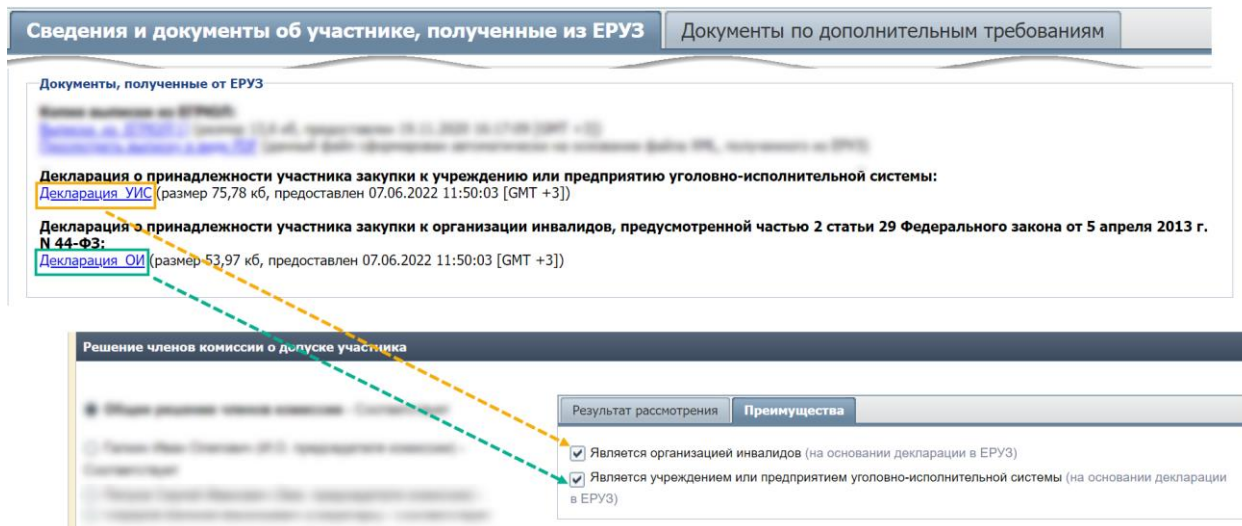 Сведения и документы об участнике, полученные из ЕРУЗ
Документы по дополнительным требованиям
Документы, полученные от ЕРУЗ
Декларация о принадлежности участника закупки к учреждению или предприятию уголовно-исполнительной системы:
Декларация_УИС (размер 75,78 кб, предоставлен 07.06.2022 11:50:03 [GMT +3])
Декларация о принадлежности участника закупки к организации инвалидов, предусмотренной частью 2 статьи 29 Федерального закона от 5 апреля 2013 г.
N 44-ФЗ:
Декларация_ОИ (размер 53,97 кб, предоставлен 07.06.2022 11:50:03 [GMT +3])
Решение членов комиссии о допуске участника
Результат рассмотрения
Преимущества
Является организацией инвалидов (на основании декларации в ЕРУЗ)
Является учреждением или предприятием уголовно-исполнительной системы (на основании декларации
в ЕРУЗ)